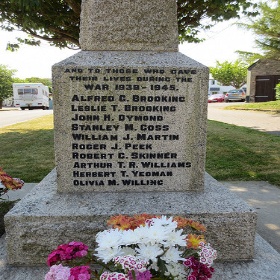 AND TO THOSE WHO GAVE
THEIR LIVES DURING THE
WAR 1939 - 1945.
ALFRED C. BROOKING
LESLIE T. BROOKING
JOHN H. DYMOND
STANLEY M. GOSS
WILLIAM J. MARTIN
ROGER J. PEEK
ROBERT C. SKINNER
ARTHUR T. R. WILLIAMS
HERBERT T. YEOMAN
OLIVIA M. WILLING